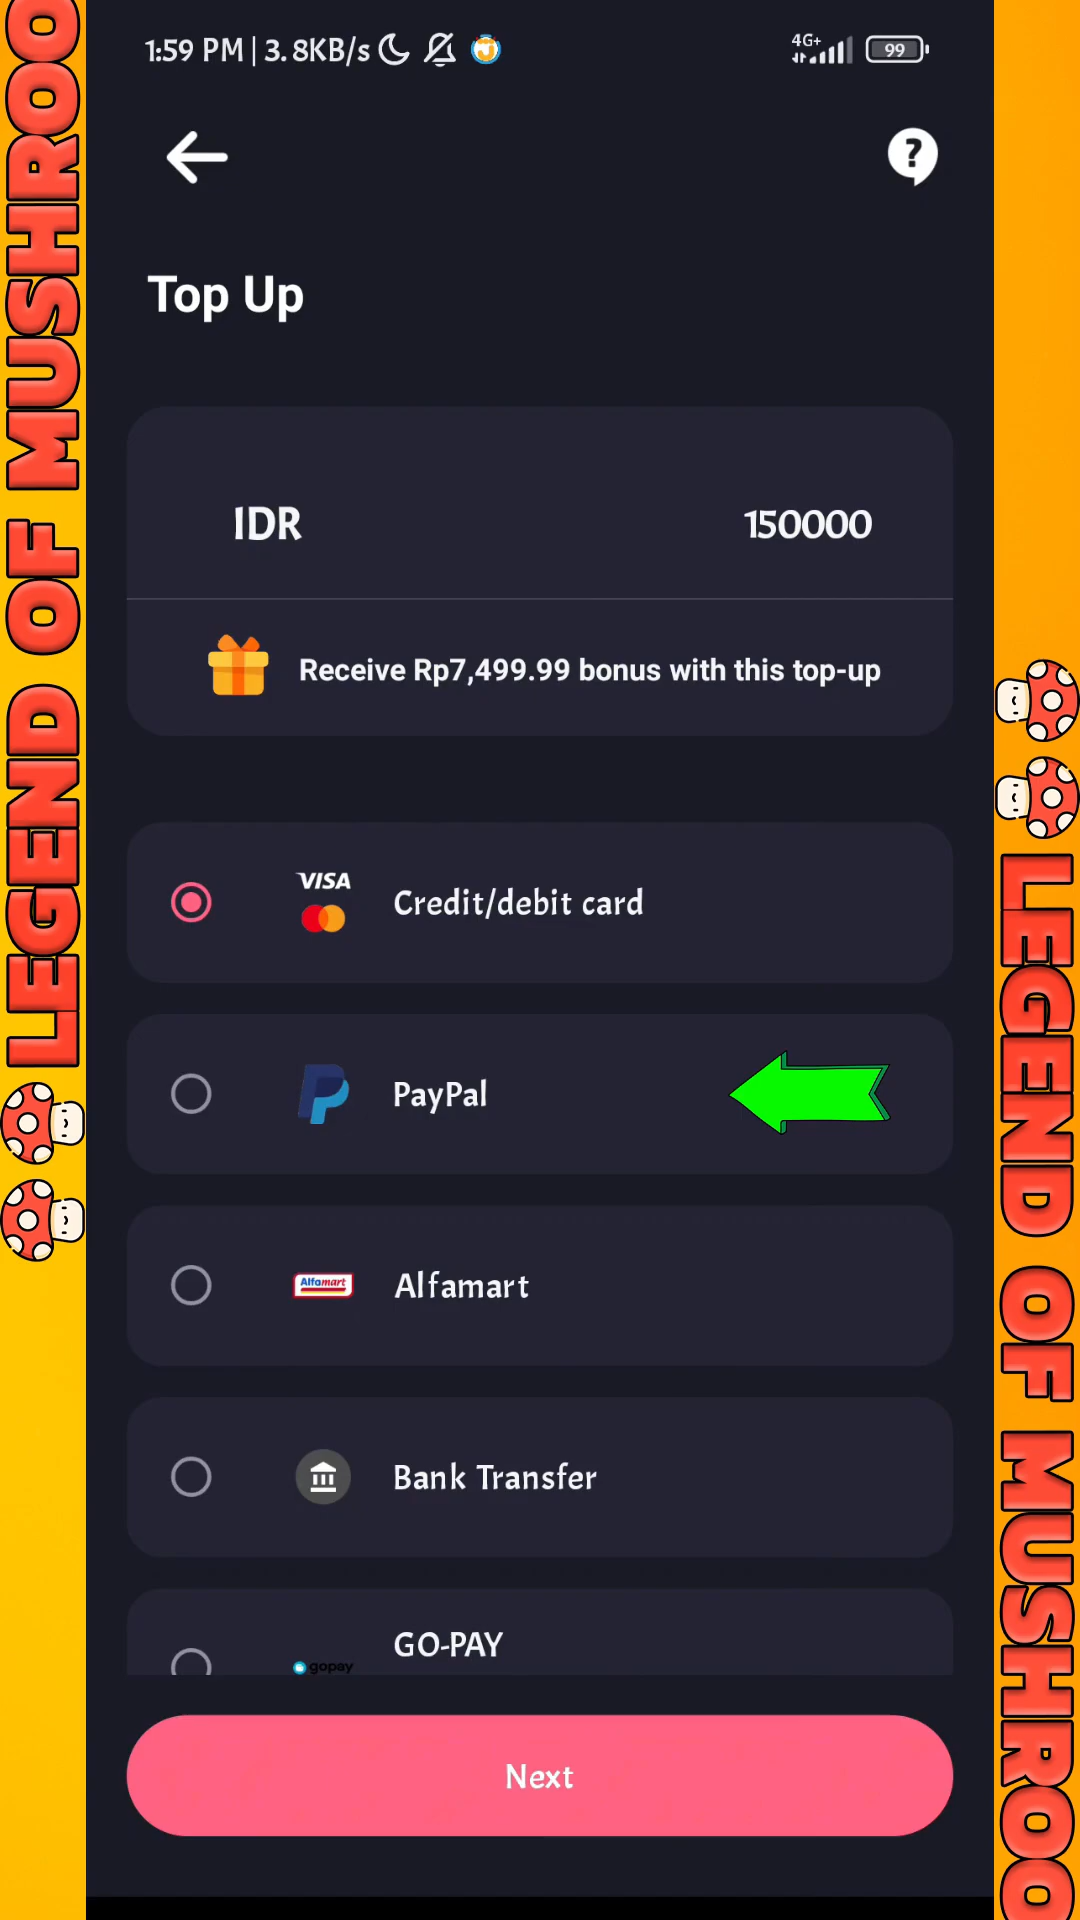 LEGEND OF MUSHROO
1:59 PM | 3.8KB/s
4G+
99
?
Top Up
IDR
150000
Receive Rp7,499.99 bonus with this top-up
VISA
Credit/debit card
PayPal
Alfamart
Alfamart
Bank Transfer
GO-PAY
gopay
Next
LEGEND OF MUSHROO